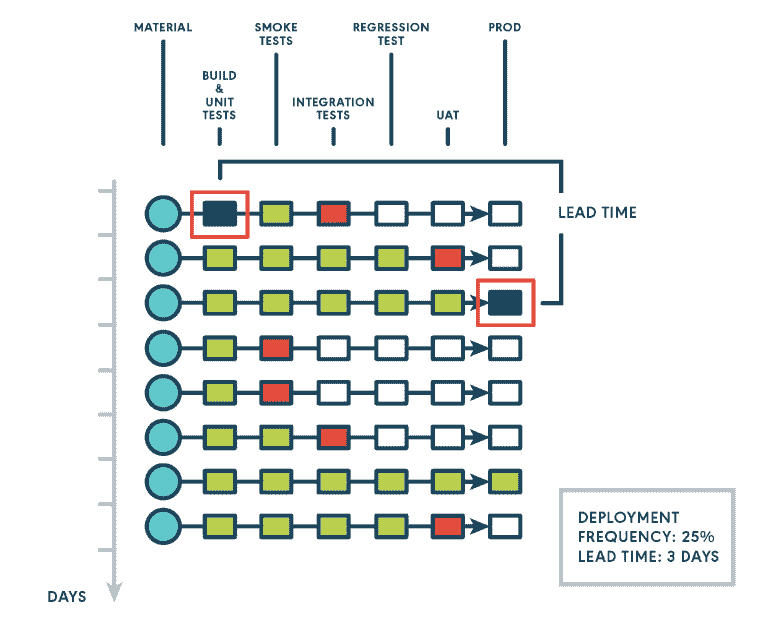 MATERIAL
SMOKE
TESTS
REGRESSION
TEST
PROD
BUILD
&
UNIT
TESTS
INTEGRATION
TESTS
UAT
LEAD TIME
DEPLOYMENT
FREQUENCY: 25%
LEAD TIME: 3 DAYS
DAYS